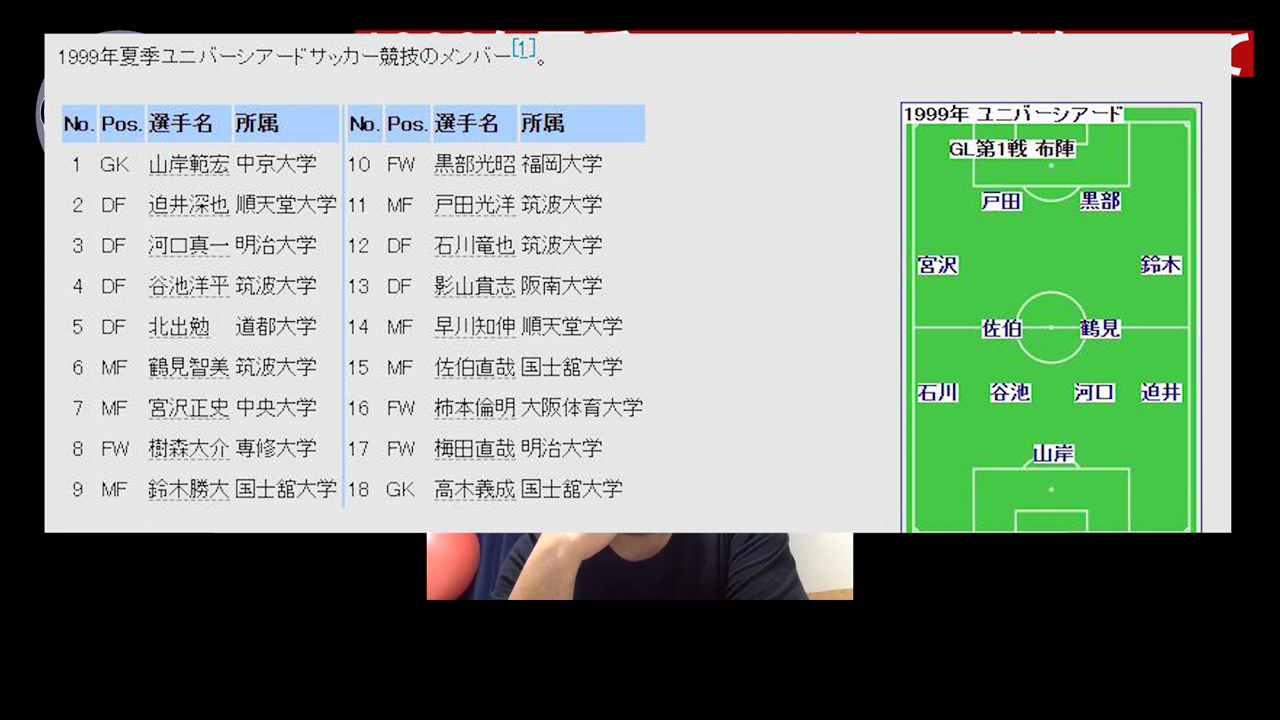 1999年夏季ユニバーシアードサッカー競技のメンバー[1]。
No. Pos. 選手名 所属 No. Pos. 選手名 所属
1 GK 山岸範宏 中京大学 10 FW 黒部光昭 福岡大学
2 DF 迫井深也 順天堂大学 11 MF 戸田光洋 筑波大学
3 DF 河口真一 明治大学 12 DF 石川竜也 筑波大学
4 DF 谷池洋平 筑波大学 13 DF 影山貴志 阪南大学
5 DF 北出勉 道都大学 14 MF 早川知伸 順天堂大学
6 MF 鶴見智美 筑波大学 15 MF 佐伯直哉 国士舘大学
7 MF 宮沢正史 中央大学 16 FW 柿本倫明 大阪体育大学
8 FW 樹森大介 専修大学 17 FW 梅田直哉 明治大学
9 MF 鈴木勝大 国士舘大学 18 GK 高木義成 国士舘大学
1999年 ユニバーシアード
GL第1戦 布陣
戸田 黒部
宮沢 鈴木
佐伯 鶴見
石川 谷池 河口 迫井
山岸